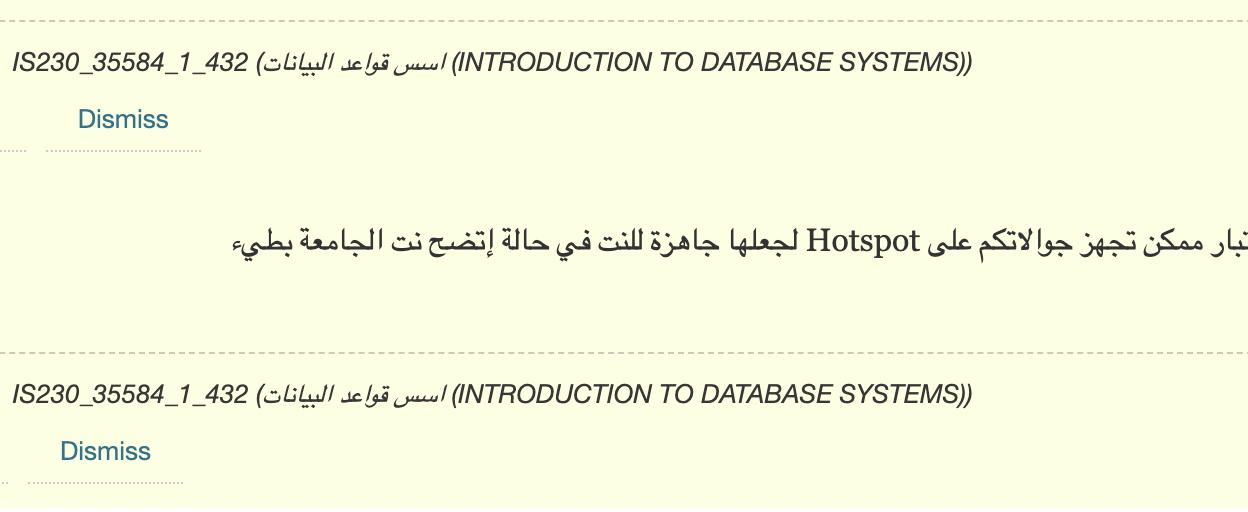 IS230_35584_1_432 (اسس قواعد البيانات (INTRODUCTION TO DATABASE SYSTEMS))
Dismiss
ممكن تجهز جوالاتكم على Hotspot لجعلها جاهزة للنت في حالة إتضح نت الجامعة بطيء
IS230_35584_1_432 (اسس قواعد البيانات (INTRODUCTION TO DATABASE SYSTEMS))
Dismiss